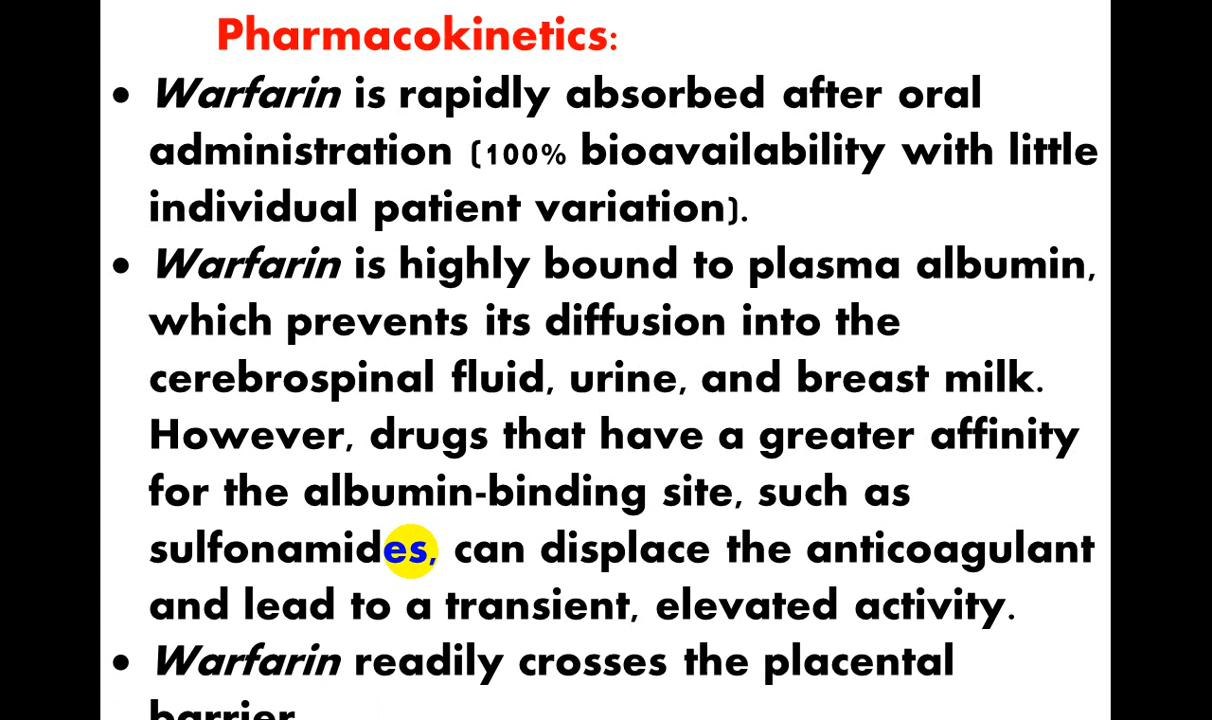 Pharmacokinetics:
• Warfarin is rapidly absorbed after oral
administration (100% bioavailability with little
individual patient variation).
• Warfarin is highly bound to plasma albumin,
which prevents its diffusion into the
cerebrospinal fluid, urine, and breast milk.
However, drugs that have a greater affinity
for the albumin-binding site, such as
sulfonamides, can displace the anticoagulant
and lead to a transient, elevated activity.
• Warfarin readily crosses the placental
barrier